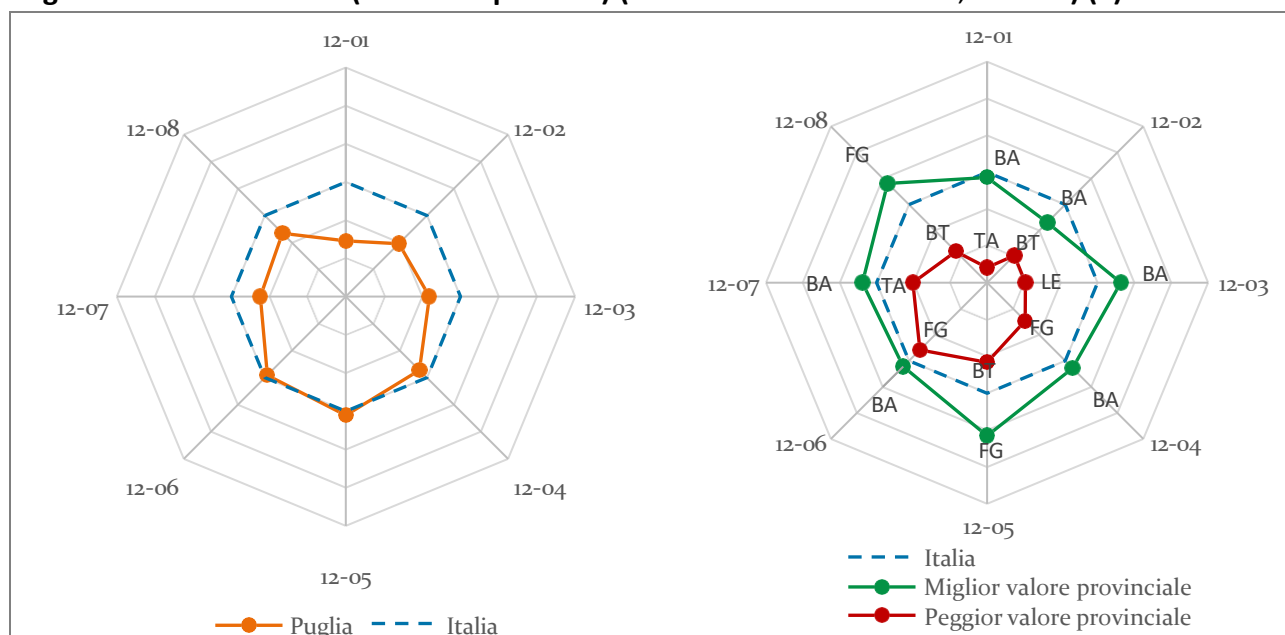 12-01
12-08
12-02
12-07
12-03
12-06
12-04
12-05
Puglia
Italia
12-01
12-08
12-02
FG
BA
BA
BT
TA
BT
12-07
BA
TA
LE
BA
12-03
FG
FG
BT
BA
BA
12-06
12-04
FG
12-05
Italia
Miglior valore provinciale
Peggior valore provinciale